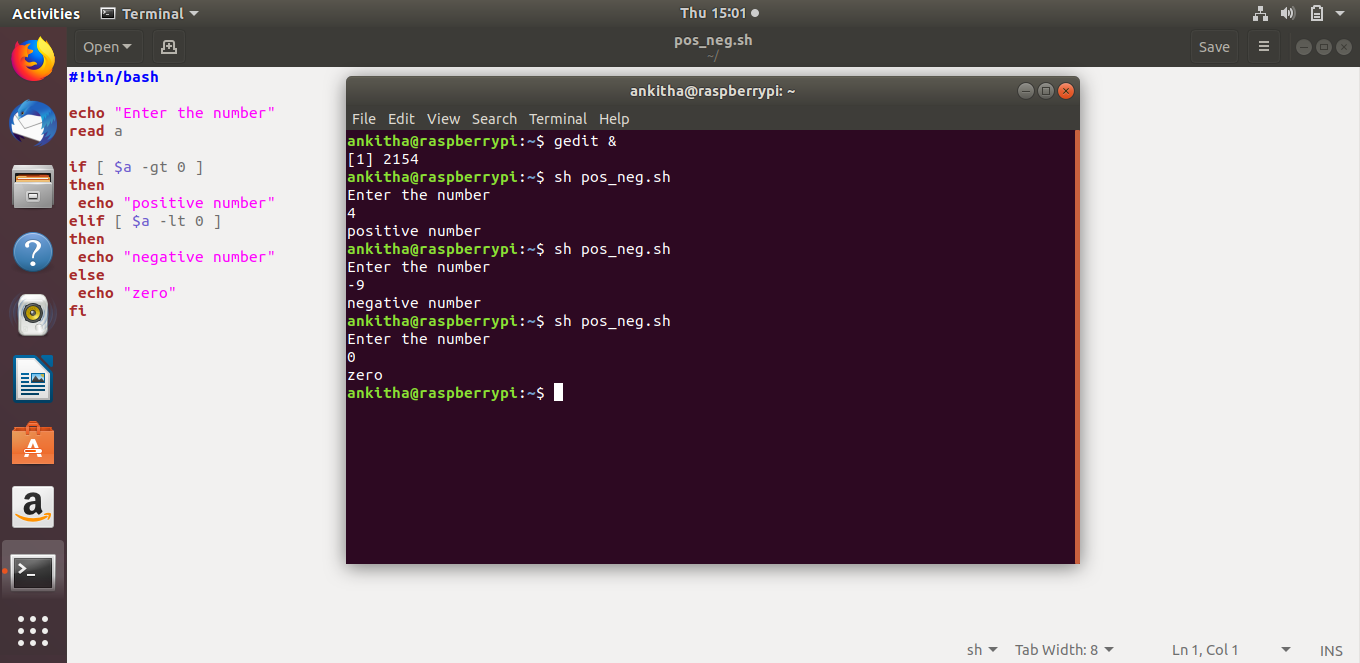 Activities Terminal Thu 15:01
Open pos_neg.sh Save
~/
#!bin/bash
echo "Enter the number"
read a
if [ $a -gt 0 ]
then
echo "positive number"
elif [ $a -lt 0 ]
then
echo "negative number"
else
echo "zero"
fi
ankitha@raspberrypi: ~
File Edit View Search Terminal Help
ankitha@raspberrypi:~$ gedit &
[1] 2154
ankitha@raspberrypi:~$ sh pos_neg.sh
Enter the number
4
positive number
ankitha@raspberrypi:~$ sh pos_neg.sh
Enter the number
-9
negative number
ankitha@raspberrypi:~$ sh pos_neg.sh
Enter the number
0
zero
ankitha@raspberrypi:~$
sh Tab Width: 8 Ln 1, Col 1 INS